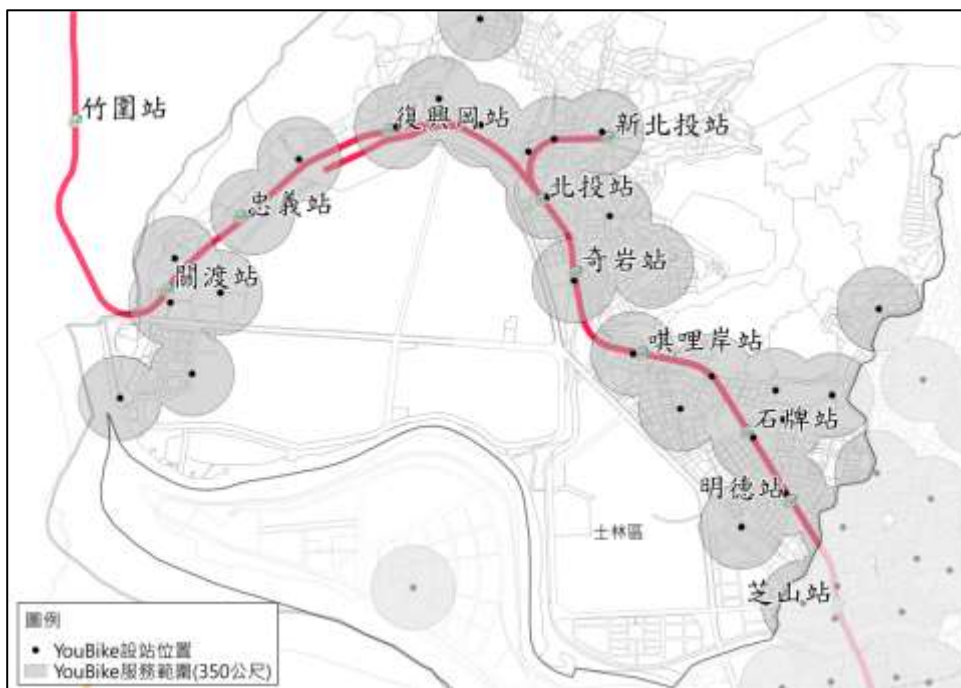 竹圍站
復興岡站
新北投站
忠義站
北投站
關渡站
奇岩站
唭哩岸站
石牌站
明德站
士林區
芝山站
圖例
YouBike設站位置
YouBike服務範圍(350公尺)